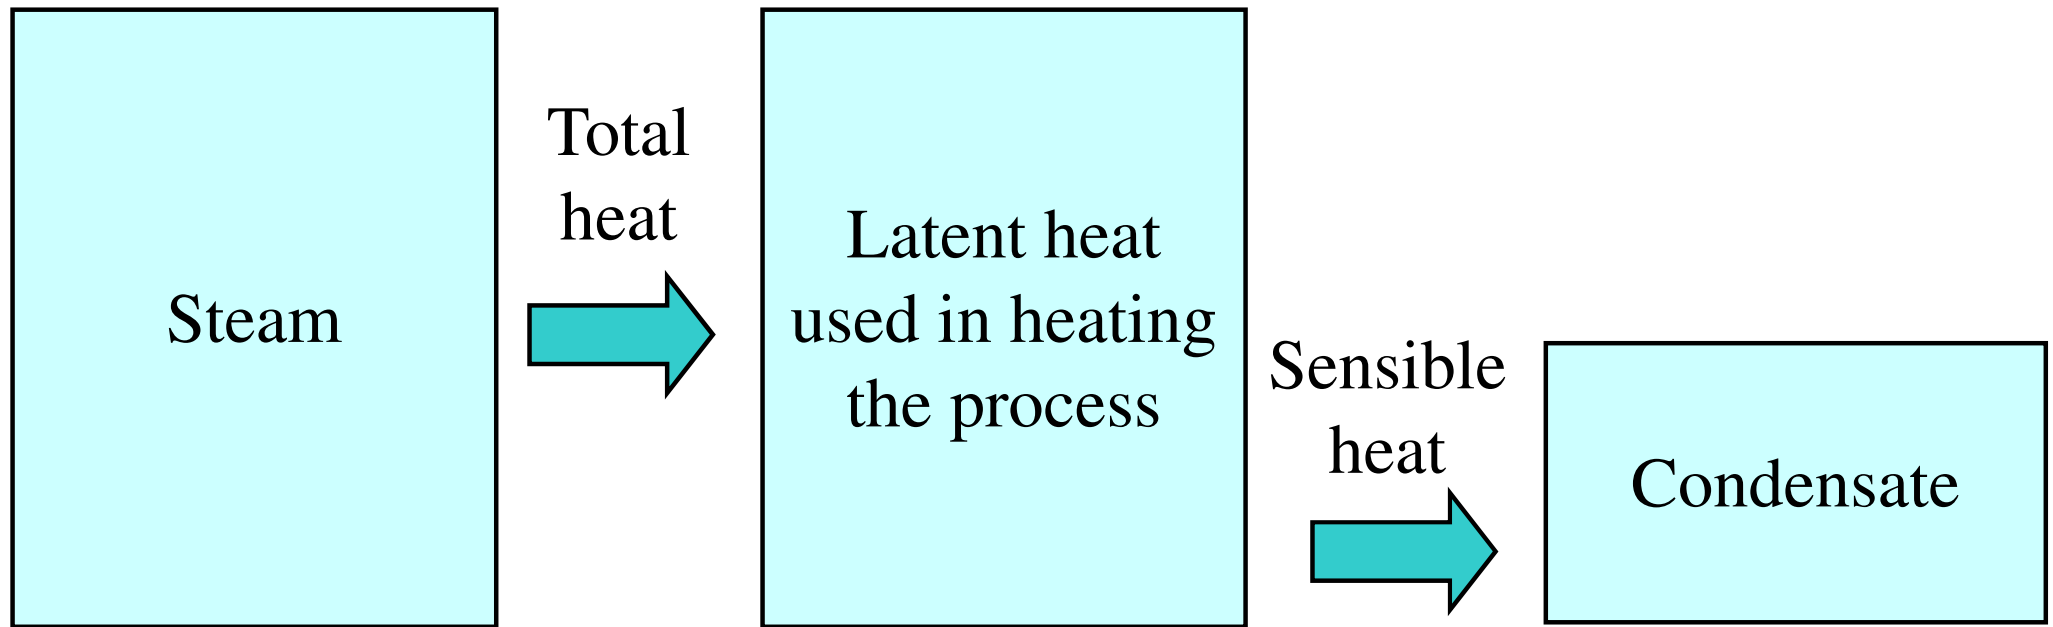 Steam
Total
heat
Latent heat
used in heating
the process
Sensible
heat
Condensate